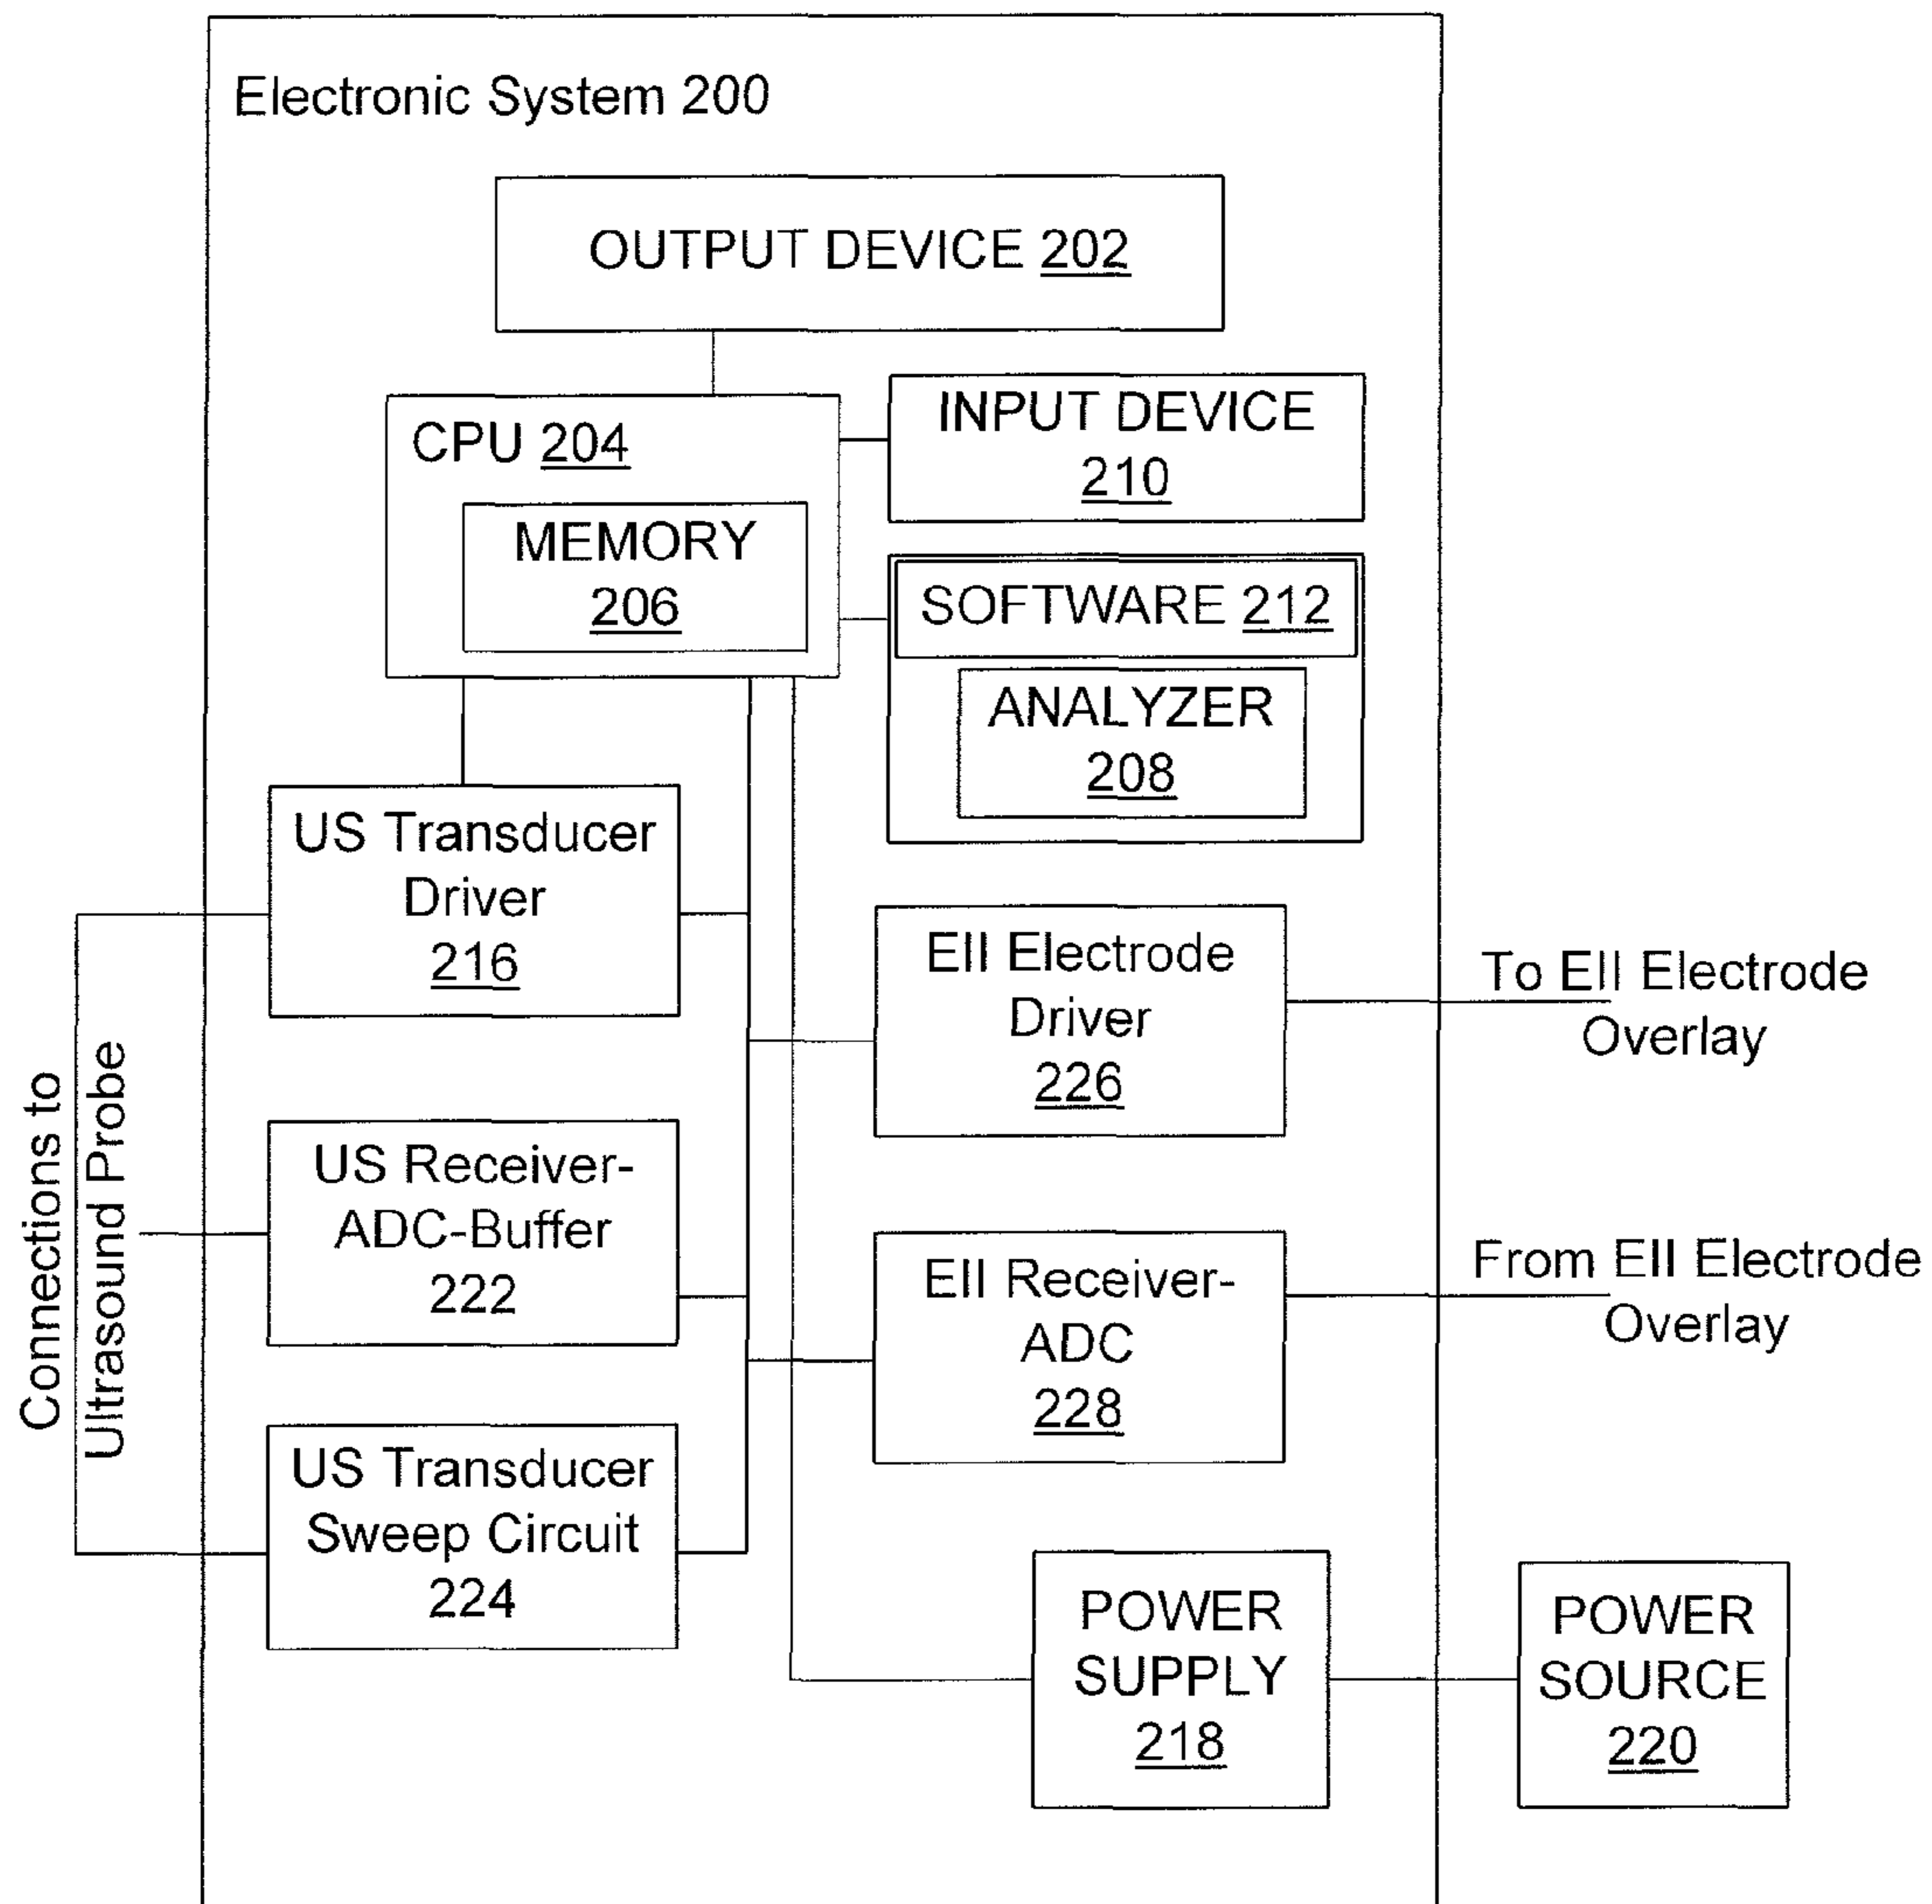 Electronic System 200
OUTPUT DEVICE 202
CPU 204
MEMORY
206
INPUT DEVICE
210
SOFTWARE 212
ANALYZER
208
US Transducer
Driver
216
EII Electrode
Driver
226
To EII Electrode
Overlay
Connections to
Ultrasound Probe
US Receiver-
ADC-Buffer
222
EII Receiver-
ADC
228
From EII Electrode
Overlay
US Transducer
Sweep Circuit
224
POWER
SUPPLY
218
POWER
SOURCE
220